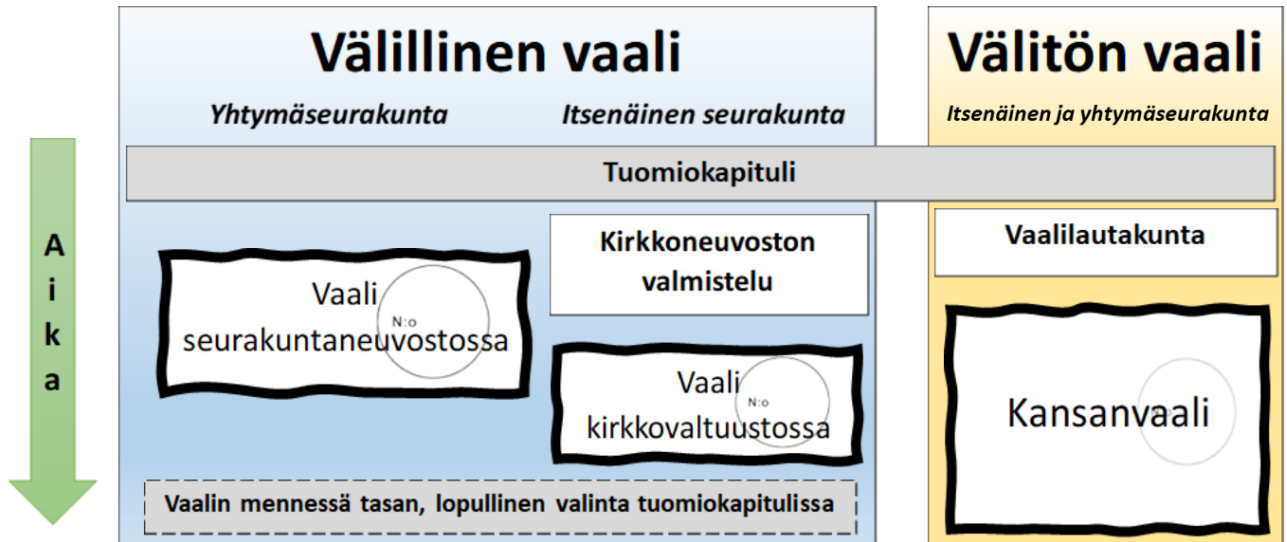 Välillinen vaali
Yhtymäseurakunta
Itsenäinen seurakunta
Välitön vaali
Itsenäinen ja yhtymäseurakunta
Aika
Tuomiokapituli
Vaali
seurakuntaneuvostossa
N:o
Kirkkoneuvoston
valmistelu
Vaali
kirkkovaltuustossa
N:o
Vaalin mennessä tasan, lopullinen valinta tuomiokapitulissa
Vaalilautakunta
Kansanvaali